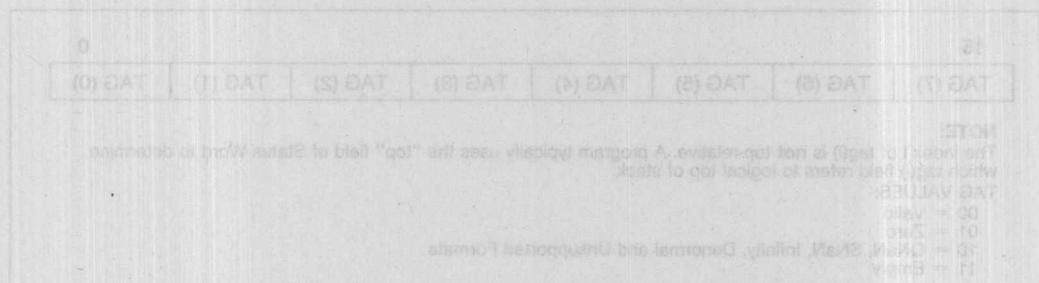 15 0
TAG (7) TAG (6) TAG (5) TAG (4) TAG (3) TAG (2) TAG (1) TAG (0)
NOTE:
The index i of tag(i) is not top-relative. A program typically uses the "top" field of Status Word to determine
which tag(i) field refers to logical top of stack.
TAG VALUES:
00 = Valid
01 = Zero
10 = QNaN, SNaN, Infinity, Denormal and Unsupported Formats
11 = Empty